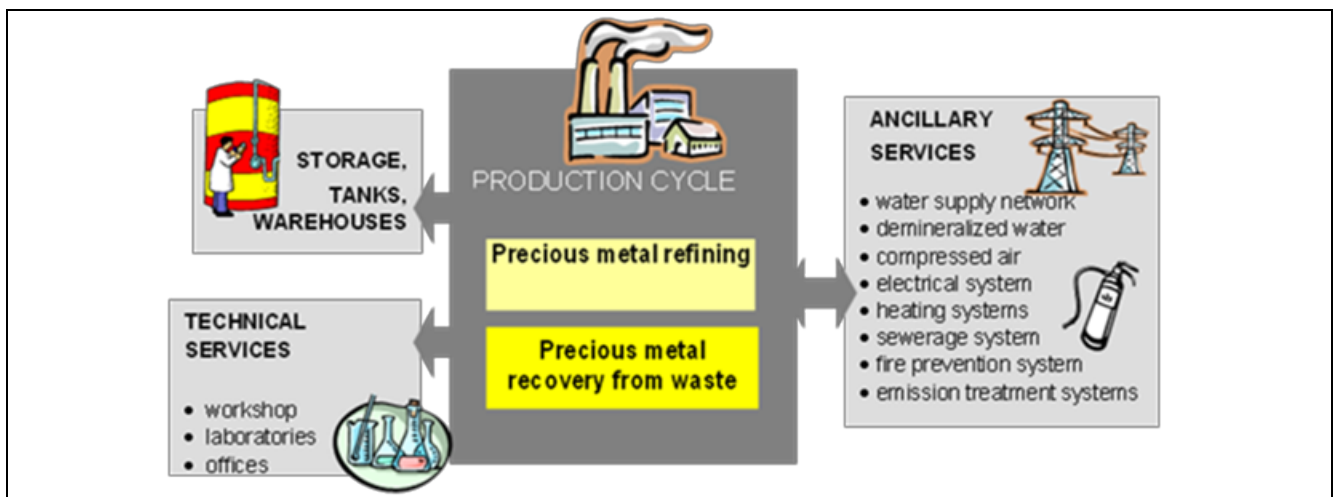 STORAGE,
TANKS,
WAREHOUSES
TECHNICAL
SERVICES
• workshop
• laboratories
• offices
PRODUCTION CYCLE
Precious metal refining
Precious metal
recovery from waste
ANCILLARY
SERVICES
• water supply network
• demineralized water
• compressed air
• electrical system
• heating systems
• sewerage system
• fire prevention system
• emission treatment systems